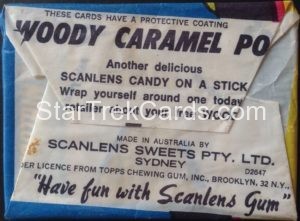 THESE CARDS HAVE A PROTECTIVE COATING
WOODY CARAMEL PO
Another delicious
SCANLENS CANDY ON A STICK
Wrap yourself around one today
StarTrekCards.com
MADE IN AUSTRALIA BY
SCANLENS SWEETS PTY. LTD.
SYDNEY
D2647
DER LICENCE FROM TOPPS CHEWING GUM, INC., BROOKLYN, 32 N.Y.,
"Have fun with Scanlens Gum"